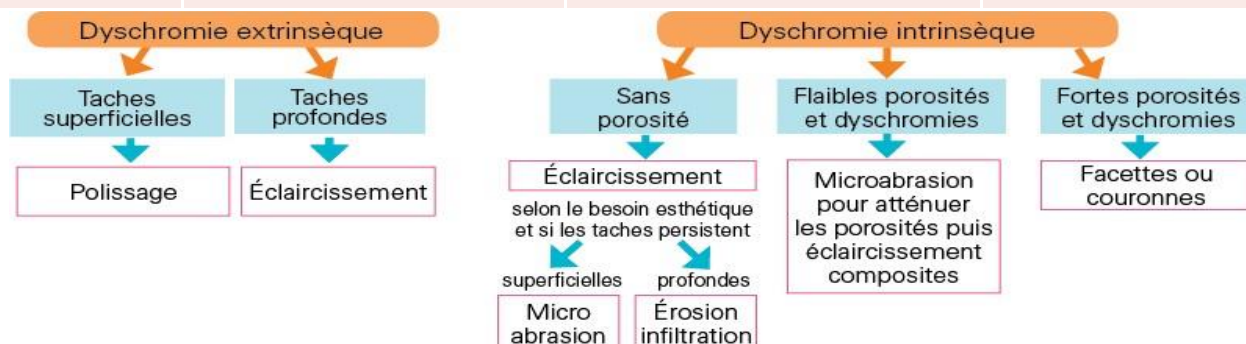 Dyschromie extrinsèque
Taches
superficielles
Taches
profondes
Polissage
Éclaircissement
Dyschromie intrinsèque
Sans
porosité
Flaibles porosités
et dyschromies
Fortes porosités
et dyschromies
Éclaircissement
selon le besoin esthétique
et si les taches persistent
superficielles
profondes
Micro
abrasion
Érosion
infiltration
Microabrasion
pour atténuer
les porosités puis
éclaircissement
composites
Facettes ou
couronnes